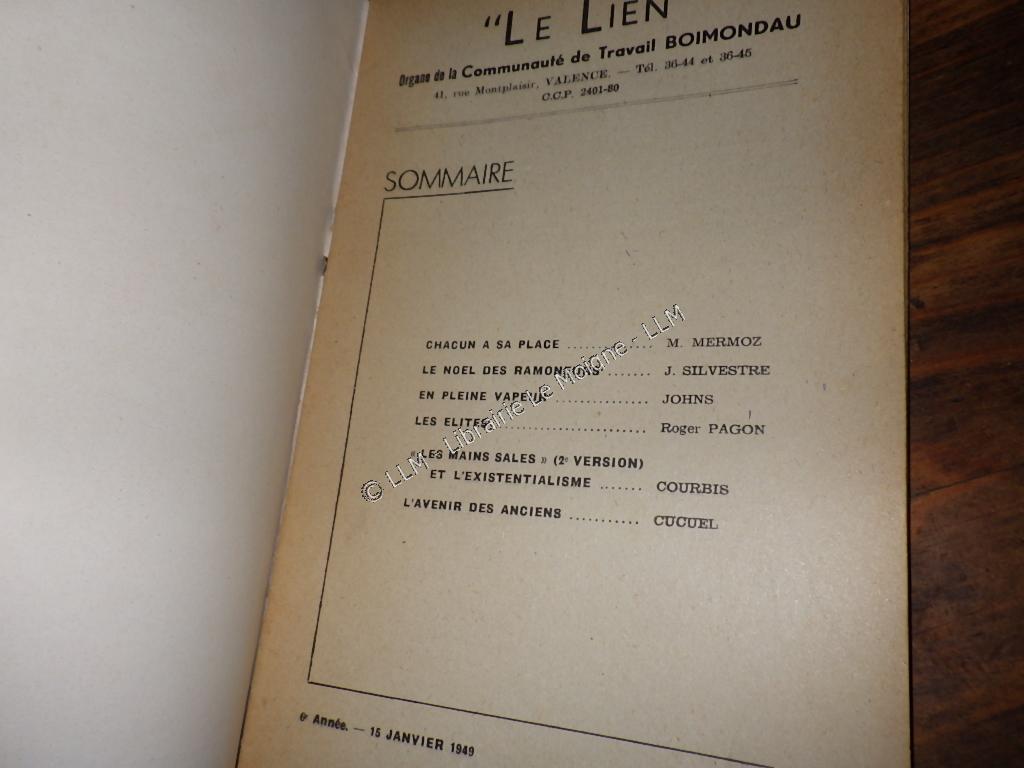 "LE LIEN
Organe de la Communauté de Travail BOIMONDAU
41, rue Montplaisir, VALENCE. — Tél. 36-44 et 36-45
C.C.P. 2401-80
SOMMAIRE
CHACUN A SA PLACE ............. M. MERMOZ
LE NOEL DES ....... J. SILVESTRE
EN PLEINE VAPEUR .............. JOHNS
LES ELITES ........................ Roger PAGON
« LES MAINS SALES » (2e VERSION)
ET L'EXISTENTIALISME ....... COURBIS
L'AVENIR DES ANCIENS ........... CUCUEL
6e Année. — 15 JANVIER 1949
© LLM - Librairie Le Moigne - LLM